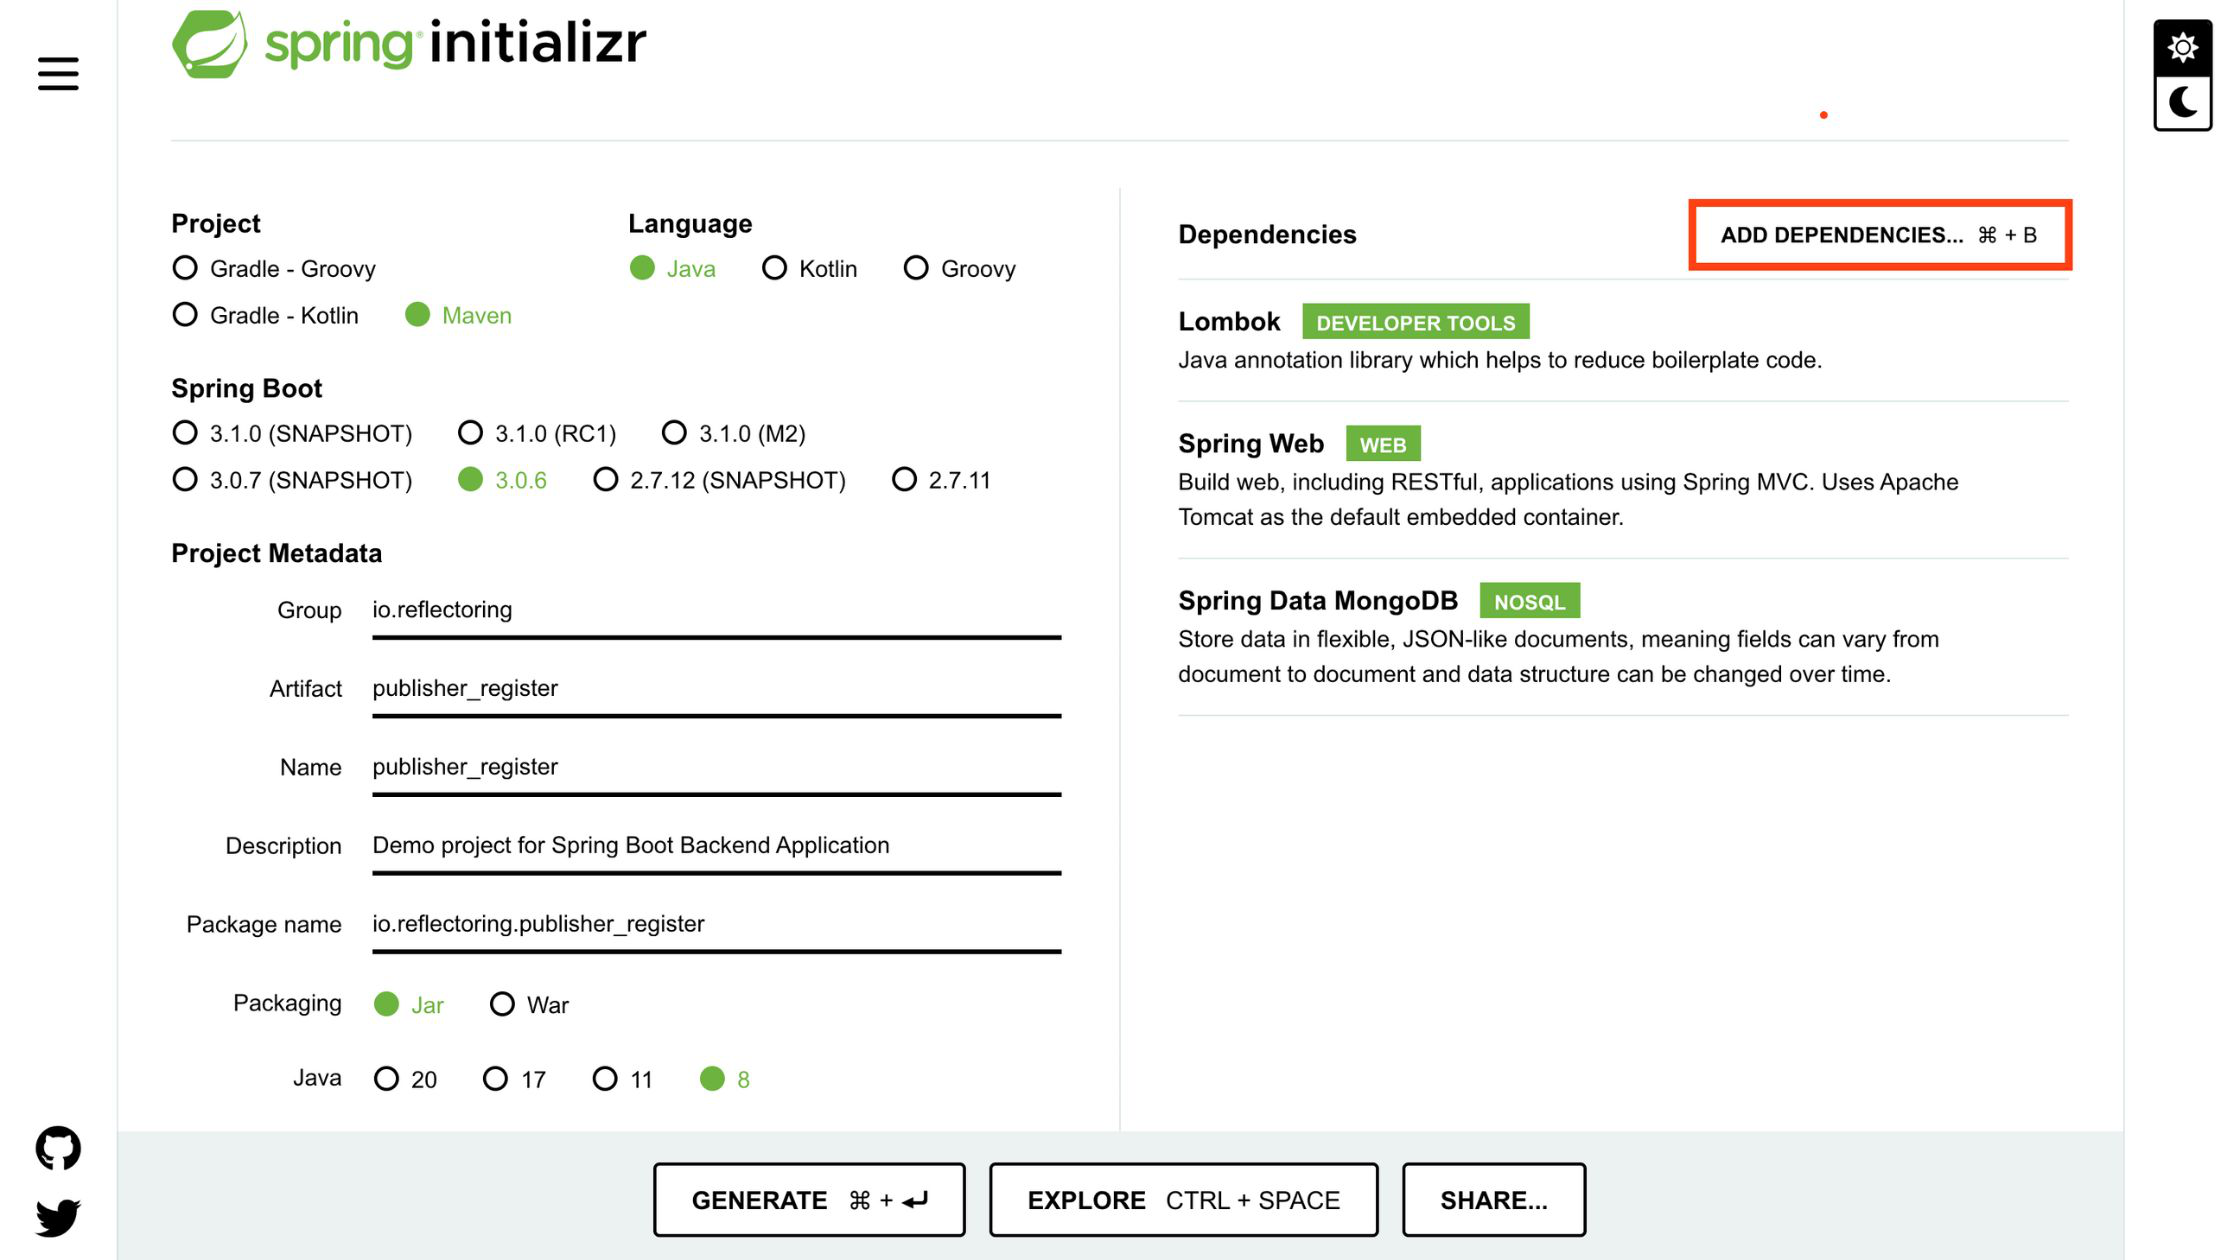 spring initializr
Project
Gradle - Groovy
Gradle - Kotlin Maven
Language
Java Kotlin Groovy
Spring Boot
3.1.0 (SNAPSHOT) 3.1.0 (RC1) 3.1.0 (M2)
3.0.7 (SNAPSHOT) 3.0.6 2.7.12 (SNAPSHOT) 2.7.11
Project Metadata
Group io.reflectoring
Artifact publisher_register
Name publisher_register
Description Demo project for Spring Boot Backend Application
Package name io.reflectoring.publisher_register
Packaging Jar War
Java 20 17 11 8
Dependencies ADD DEPENDENCIES... ⌘ + B
Lombok DEVELOPER TOOLS
Java annotation library which helps to reduce boilerplate code.
Spring Web WEB
Build web, including RESTful, applications using Spring MVC. Uses Apache
Tomcat as the default embedded container.
Spring Data MongoDB NOSQL
Store data in flexible, JSON-like documents, meaning fields can vary from
document to document and data structure can be changed over time.
GENERATE ⌘ + ↵ EXPLORE CTRL + SPACE SHARE...